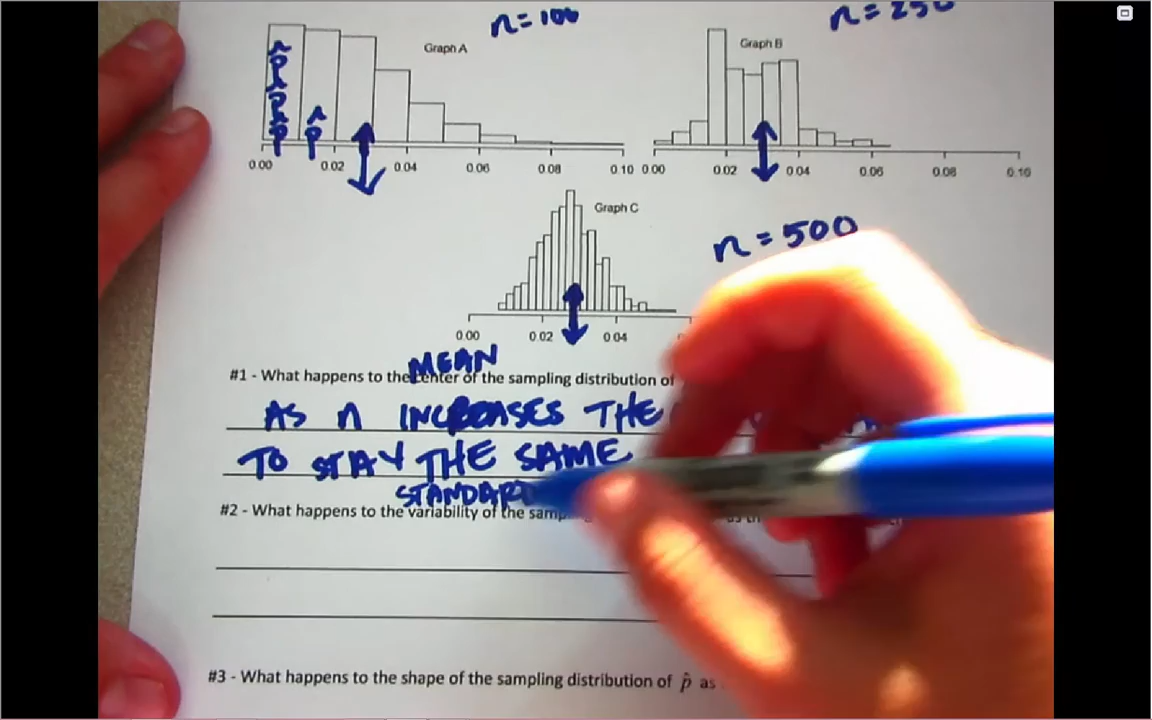 n=100
n=250
Graph A
Graph B
p̂
p̂
p̂
p̂
p̂
0.00 0.02 0.04 0.06 0.08 0.10
0.00 0.02 0.04 0.06 0.08 0.10
Graph C
n=500
0.00 0.02 0.04
MEAN
#1 - What happens to the center of the sampling distribution of
AS n INCREASES THE
TO STAY THE SAME
STANDARD
#2 - What happens to the variability of the samp
#3 - What happens to the shape of the sampling distribution of p̂ as